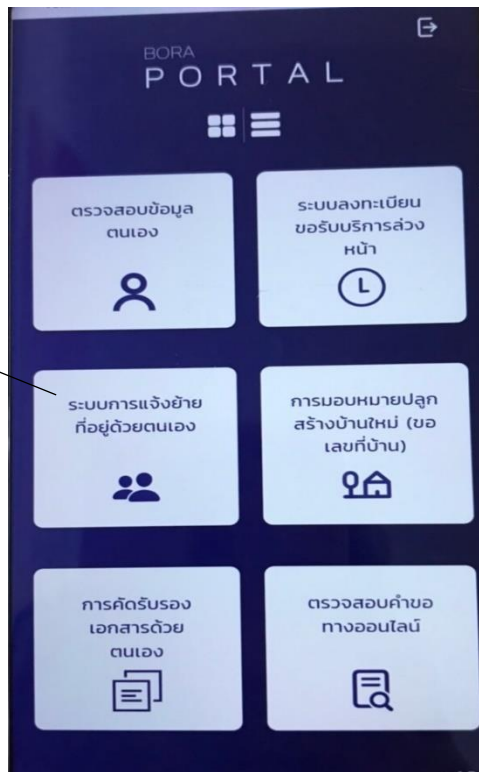 BORA
PORTAL
ตรวจสอบข้อมูล
ตนเอง
ระบบลงทะเบียน
ขอรับบริการล่วง
หน้า
ระบบการแจ้งย้าย
ที่อยู่ด้วยตนเอง
การมอบหมายปลูก
สร้างบ้านใหม่ (ขอ
เลขที่บ้าน)
การคัดรับรอง
เอกสารด้วย
ตนเอง
ตรวจสอบคำขอ
ทางออนไลน์